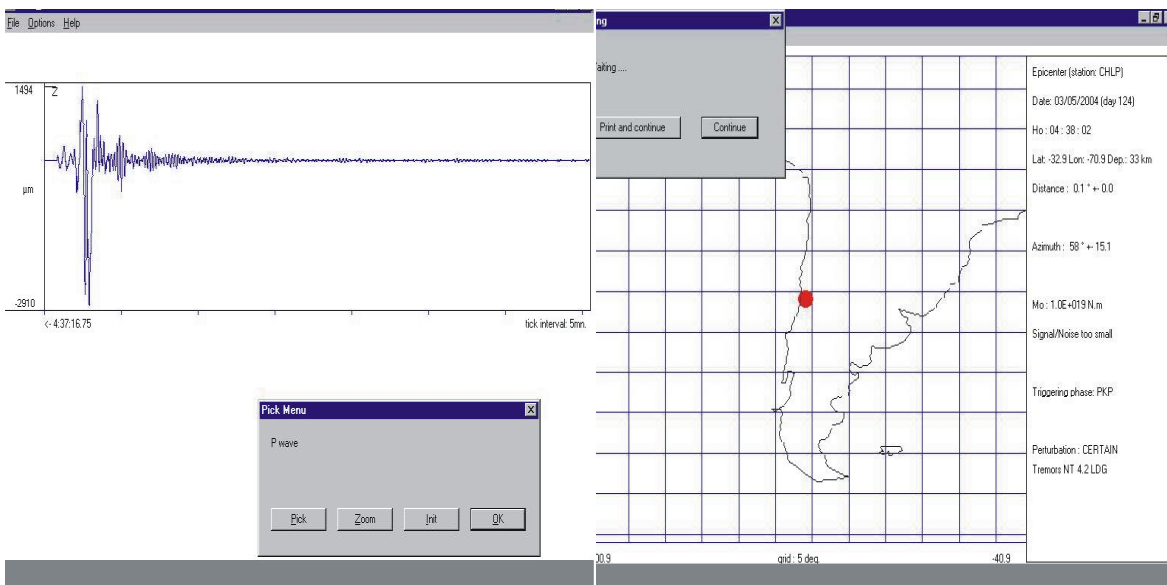 File Options Help
1494
Z
µm
-2910
<- 4:37:16.75
tick interval: 5mn.
Pick Menu
P wave
Pick Zoom Init OK
Print and continue Continue
Epicenter (station: CHLP)
Date: 03/05/2004 (day 124)
Ho : 04 : 38 : 02
Lat: -32.9 Lon: -70.9 Dep.: 33 km
Distance : 0.1 ° +- 0.0
Azimuth : 58 ° +- 15.1
Mo : 1.0E+019 N.m
Signal/Noise too small
Triggering phase: PKP
Perturbation : CERTAIN
Tremors NT 4.2 LDG
grid : 5 deg.
-40.9